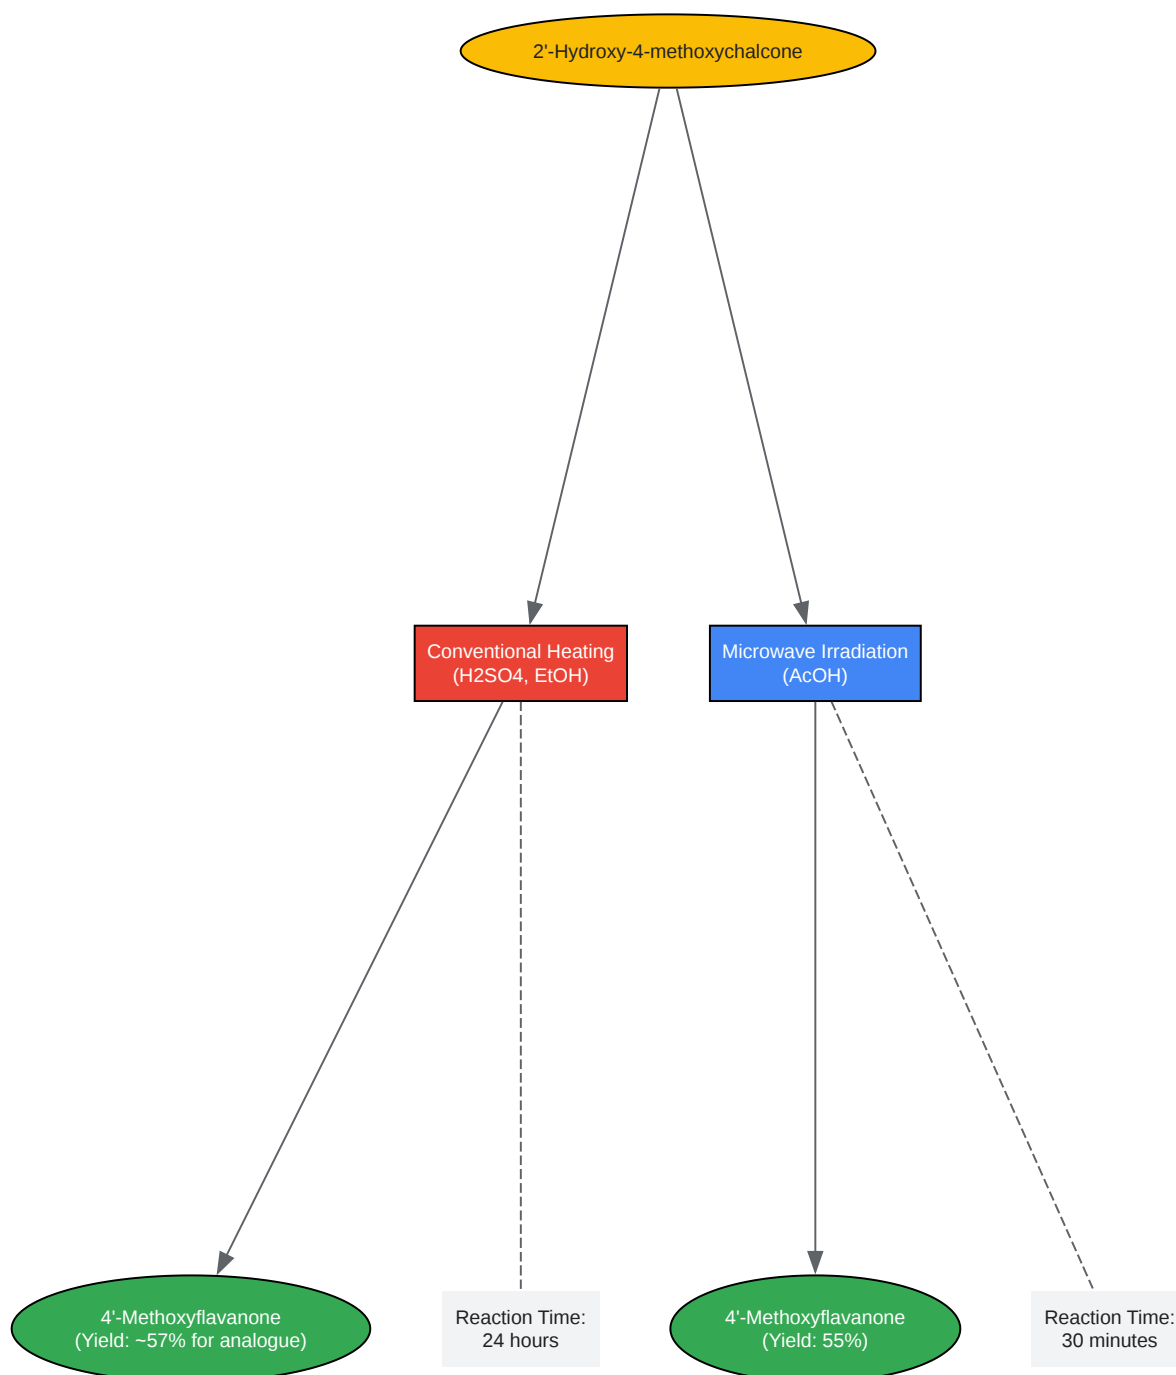 2'-Hydroxy-4-methoxychalcone
Conventional Heating
(H2SO4, EtOH)
Microwave Irradiation
(AcOH)
4'-Methoxyflavanone
(Yield: ~57% for analogue)
Reaction Time:
24 hours
4'-Methoxyflavanone
(Yield: 55%)
Reaction Time:
30 minutes